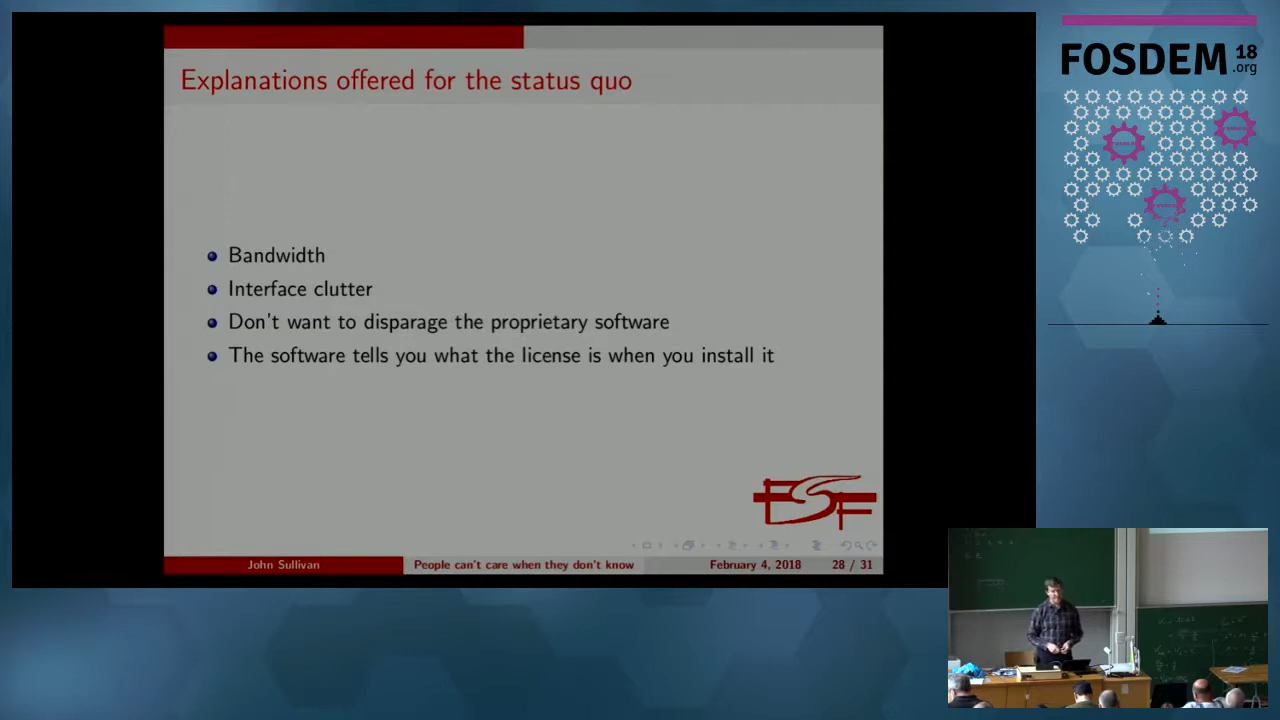 Explanations offered for the status quo
Bandwidth
Interface clutter
Don't want to disparage the proprietary software
The software tells you what the license is when you install it
FSF
John Sullivan
People can't care when they don't know
February 4, 2018
28 / 31
FOSDEM 18
.org